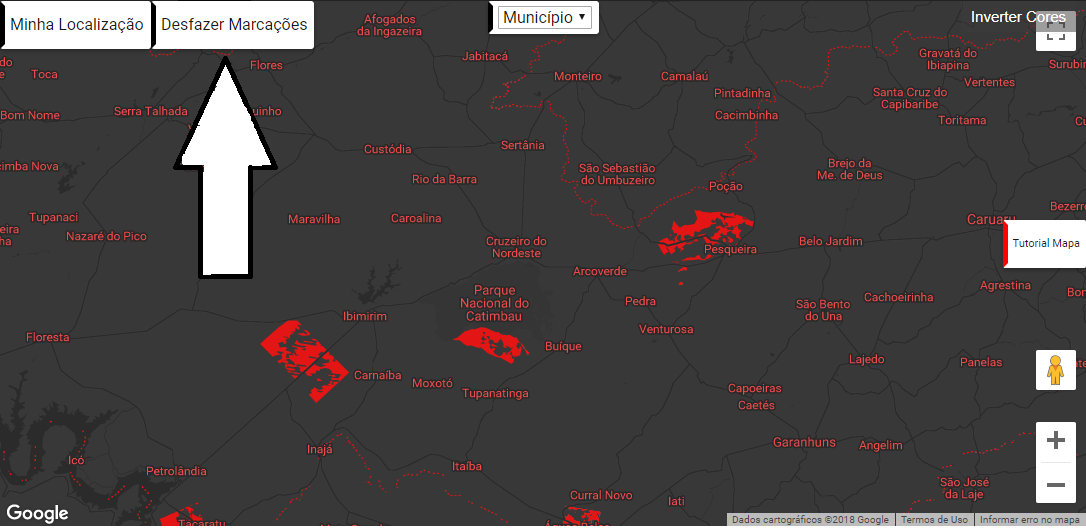 Minha Localização
Desfazer Marcações
Município
Inverter Cores
Afogados
da Ingazeira
Flores
Toca
Jabitacá
Monteiro
Camalaú
Gravatá do
Ibiapina
Surubim
Vertentes
Pintadinha
Santa Cruz do
Capibaribe
Bom Nome
Serra Talhada
Cacimbinha
Toritama
Custódia
Sertânia
São Sebastião
do Umbuzeiro
Brejo da
Me. de Deus
Rio da Barra
Poção
Tupanaci
Maravilha
Caroalina
Caruaru
Nazaré do Pico
Cruzeiro do
Nordeste
Pesqueira
Belo Jardim
Tutorial Mapa
Arcoverde
Parque
Nacional do
Catimbau
Pedra
São Bento
do Una
Cachoeirinha
Agrestina
Ibimirim
Floresta
Venturosa
Buíque
Lajedo
Panelas
Carnaíba
Moxotó
Tupanatinga
Capoeiras
Caetés
Garanhuns
Angelim
Inajá
Icó
Petrolândia
Itaíba
São José
da Laje
Curral Novo
Iati
Tacaratu
Google
Dados cartográficos ©2018 Google
Termos de Uso
Informar erro no mapa